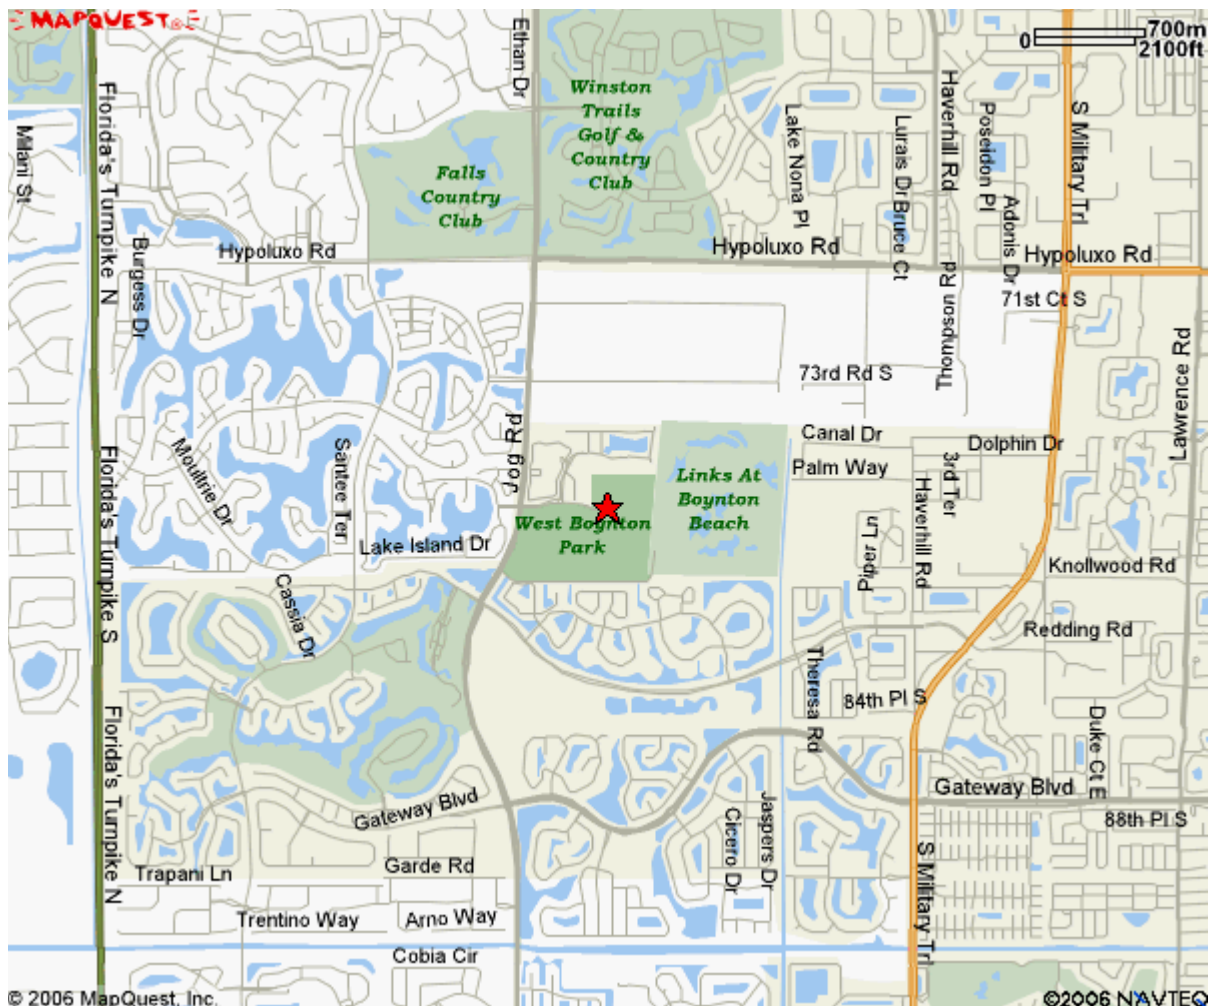 MAPQUEST®
Ethan Dr
700m
0
2100ft
Winston
Trails
Golf &
Country
Club
Falls
Country
Club
Milani St
Florida's Turnpike N
Burgess Dr
Hypoluxo Rd
Lake Nona Pl
Lurais Dr
Bruce Ct
Haverhill Rd
Poseidon Pl
Adonis Dr
S Military Trl
Hypoluxo Rd
Hypoluxo Rd
Thompson Rd
71st Ct S
73rd Rd S
Lawrence Rd
Jog Rd
Canal Dr
Dolphin Dr
Palm Way
3rd Ter
Links At
Boynton
Beach
West Boynton
Park
Moultrie Dr
Santee Ter
Lake Island Dr
Florida's Turnpike S
Piper Ln
Haverhill Rd
Knollwood Rd
Cassia Dr
Redding Rd
Theresa Rd
84th Pl S
Duke Ct E
Florida's Turnpike N
Gateway Blvd
Gateway Blvd
88th Pl S
Cicero Dr
Jaspers Dr
Garde Rd
Trapani Ln
S Military Trl
Trentino Way
Arno Way
Cobia Cir
© 2006 MapQuest, Inc.
©2006 NAVTEQ